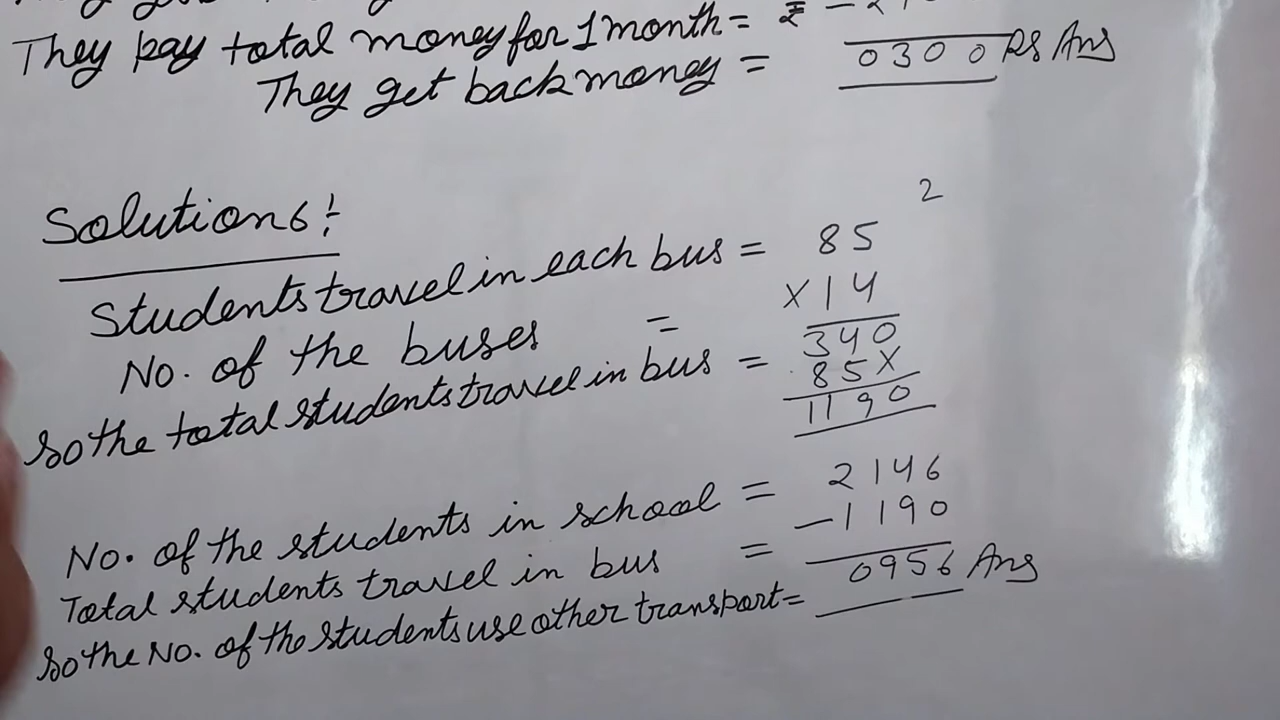 They pay total money for 1 month = ₹ - 2
They get back money = 0300 RS Ans
2
Solution 6:
Students travel in each bus = 85
No. of the buses = X14
340
So the total students travel in bus = 85X
1190
No. of the students in school = 2146
Total students travel in bus = -1190
So the No. of the students use other transport = 0956 Ans